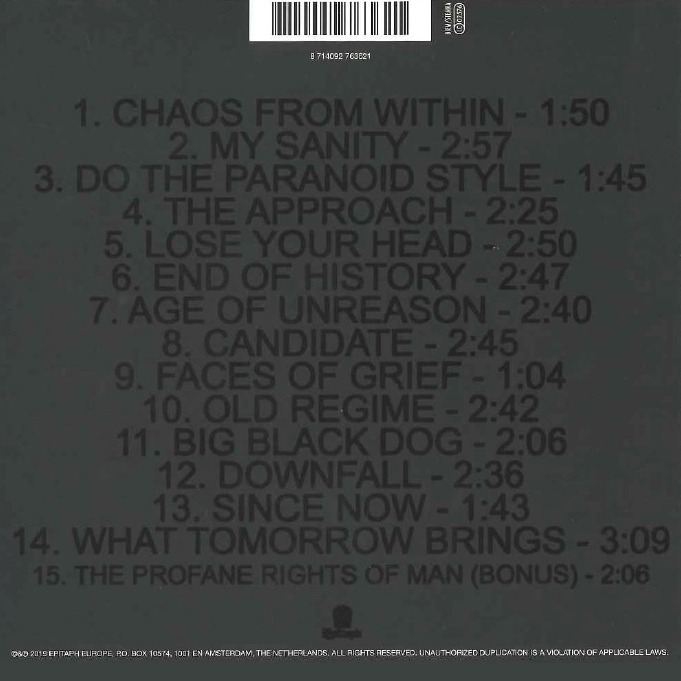 8 714092 763621
1. CHAOS FROM WITHIN - 1:50
2. MY SANITY - 2:57
3. DO THE PARANOID STYLE - 1:45
4. THE APPROACH - 2:25
5. LOSE YOUR HEAD - 2:50
6. END OF HISTORY - 2:47
7. AGE OF UNREASON - 2:40
8. CANDIDATE - 2:45
9. FACES OF GRIEF - 1:04
10. OLD REGIME - 2:42
11. BIG BLACK DOG - 2:06
12. DOWNFALL - 2:36
13. SINCE NOW - 1:43
14. WHAT TOMORROW BRINGS - 3:09
15. THE PROFANE RIGHTS OF MAN (BONUS) - 2:06
Epitaph
©&℗ 2019 EPITAPH EUROPE, P.O. BOX 10574, 1001 EN AMSTERDAM, THE NETHERLANDS. ALL RIGHTS RESERVED. UNAUTHORIZED DUPLICATION IS A VIOLATION OF APPLICABLE LAWS.